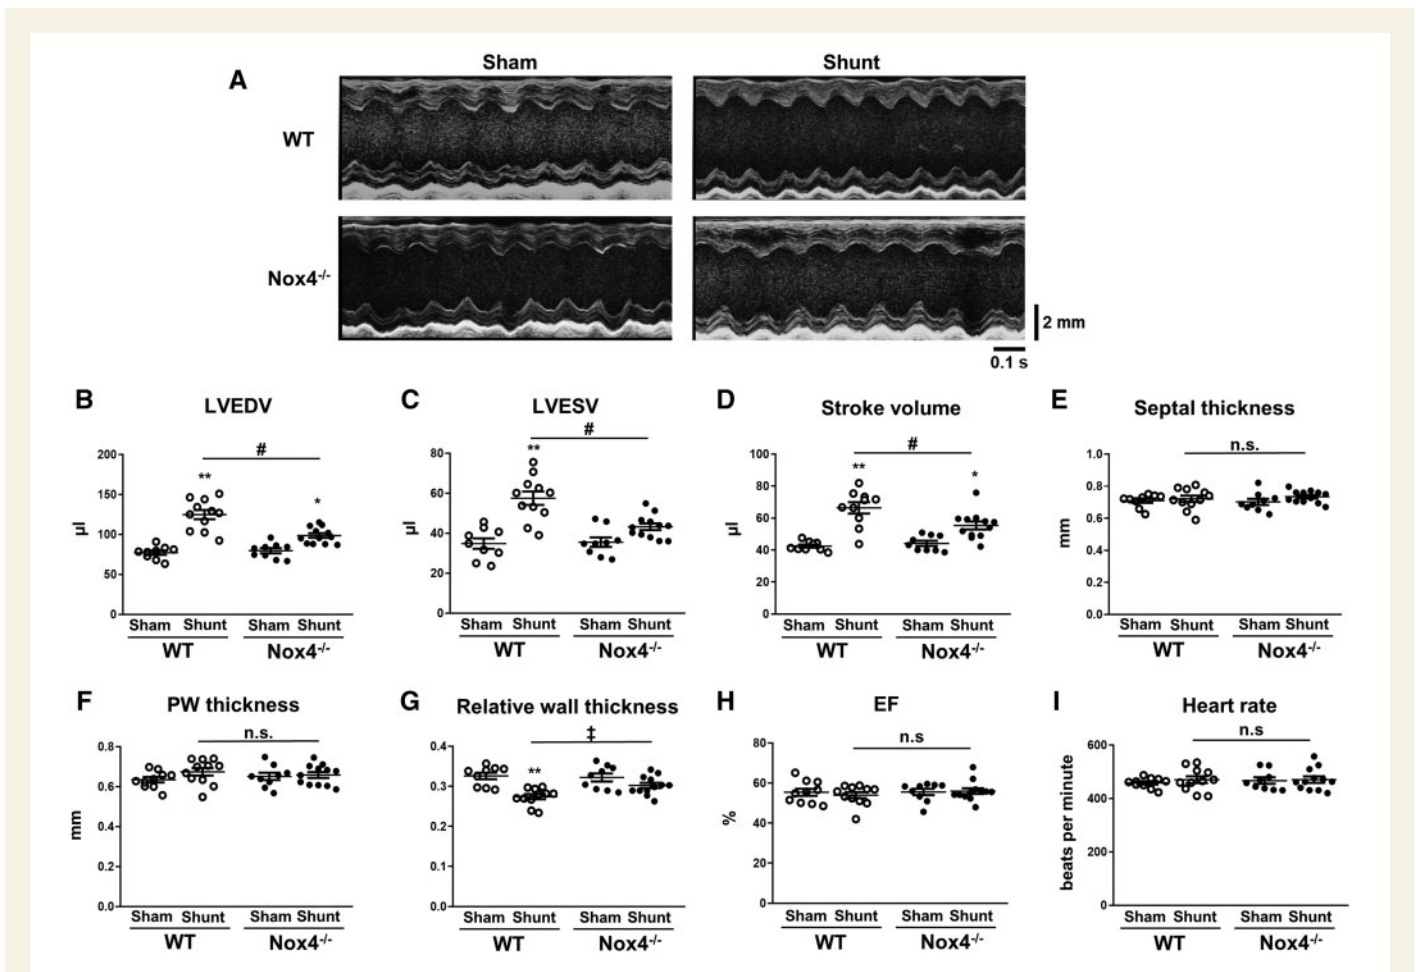 A
Sham Shunt
WT
Nox4-/-
2 mm
0.1 s
B LVEDV
#
** *
200
150
100
50
0
µl
Sham Shunt Sham Shunt
WT Nox4-/-
C LVESV
#
**
80
60
40
20
0
µl
Sham Shunt Sham Shunt
WT Nox4-/-
D Stroke volume
#
** *
100
80
60
40
20
0
µl
Sham Shunt Sham Shunt
WT Nox4-/-
E Septal thickness
n.s.
1.0
0.8
0.6
0.4
0.2
0.0
mm
Sham Shunt Sham Shunt
WT Nox4-/-
F PW thickness
n.s.
0.8
0.6
0.4
0.2
0.0
mm
Sham Shunt Sham Shunt
WT Nox4-/-
G Relative wall thickness
‡
**
0.4
0.3
0.2
0.1
0.0
Sham Shunt Sham Shunt
WT Nox4-/-
H EF
n.s
80
60
40
20
0
%
Sham Shunt Sham Shunt
WT Nox4-/-
I Heart rate
n.s
600
400
200
0
beats per minute
Sham Shunt Sham Shunt
WT Nox4-/-